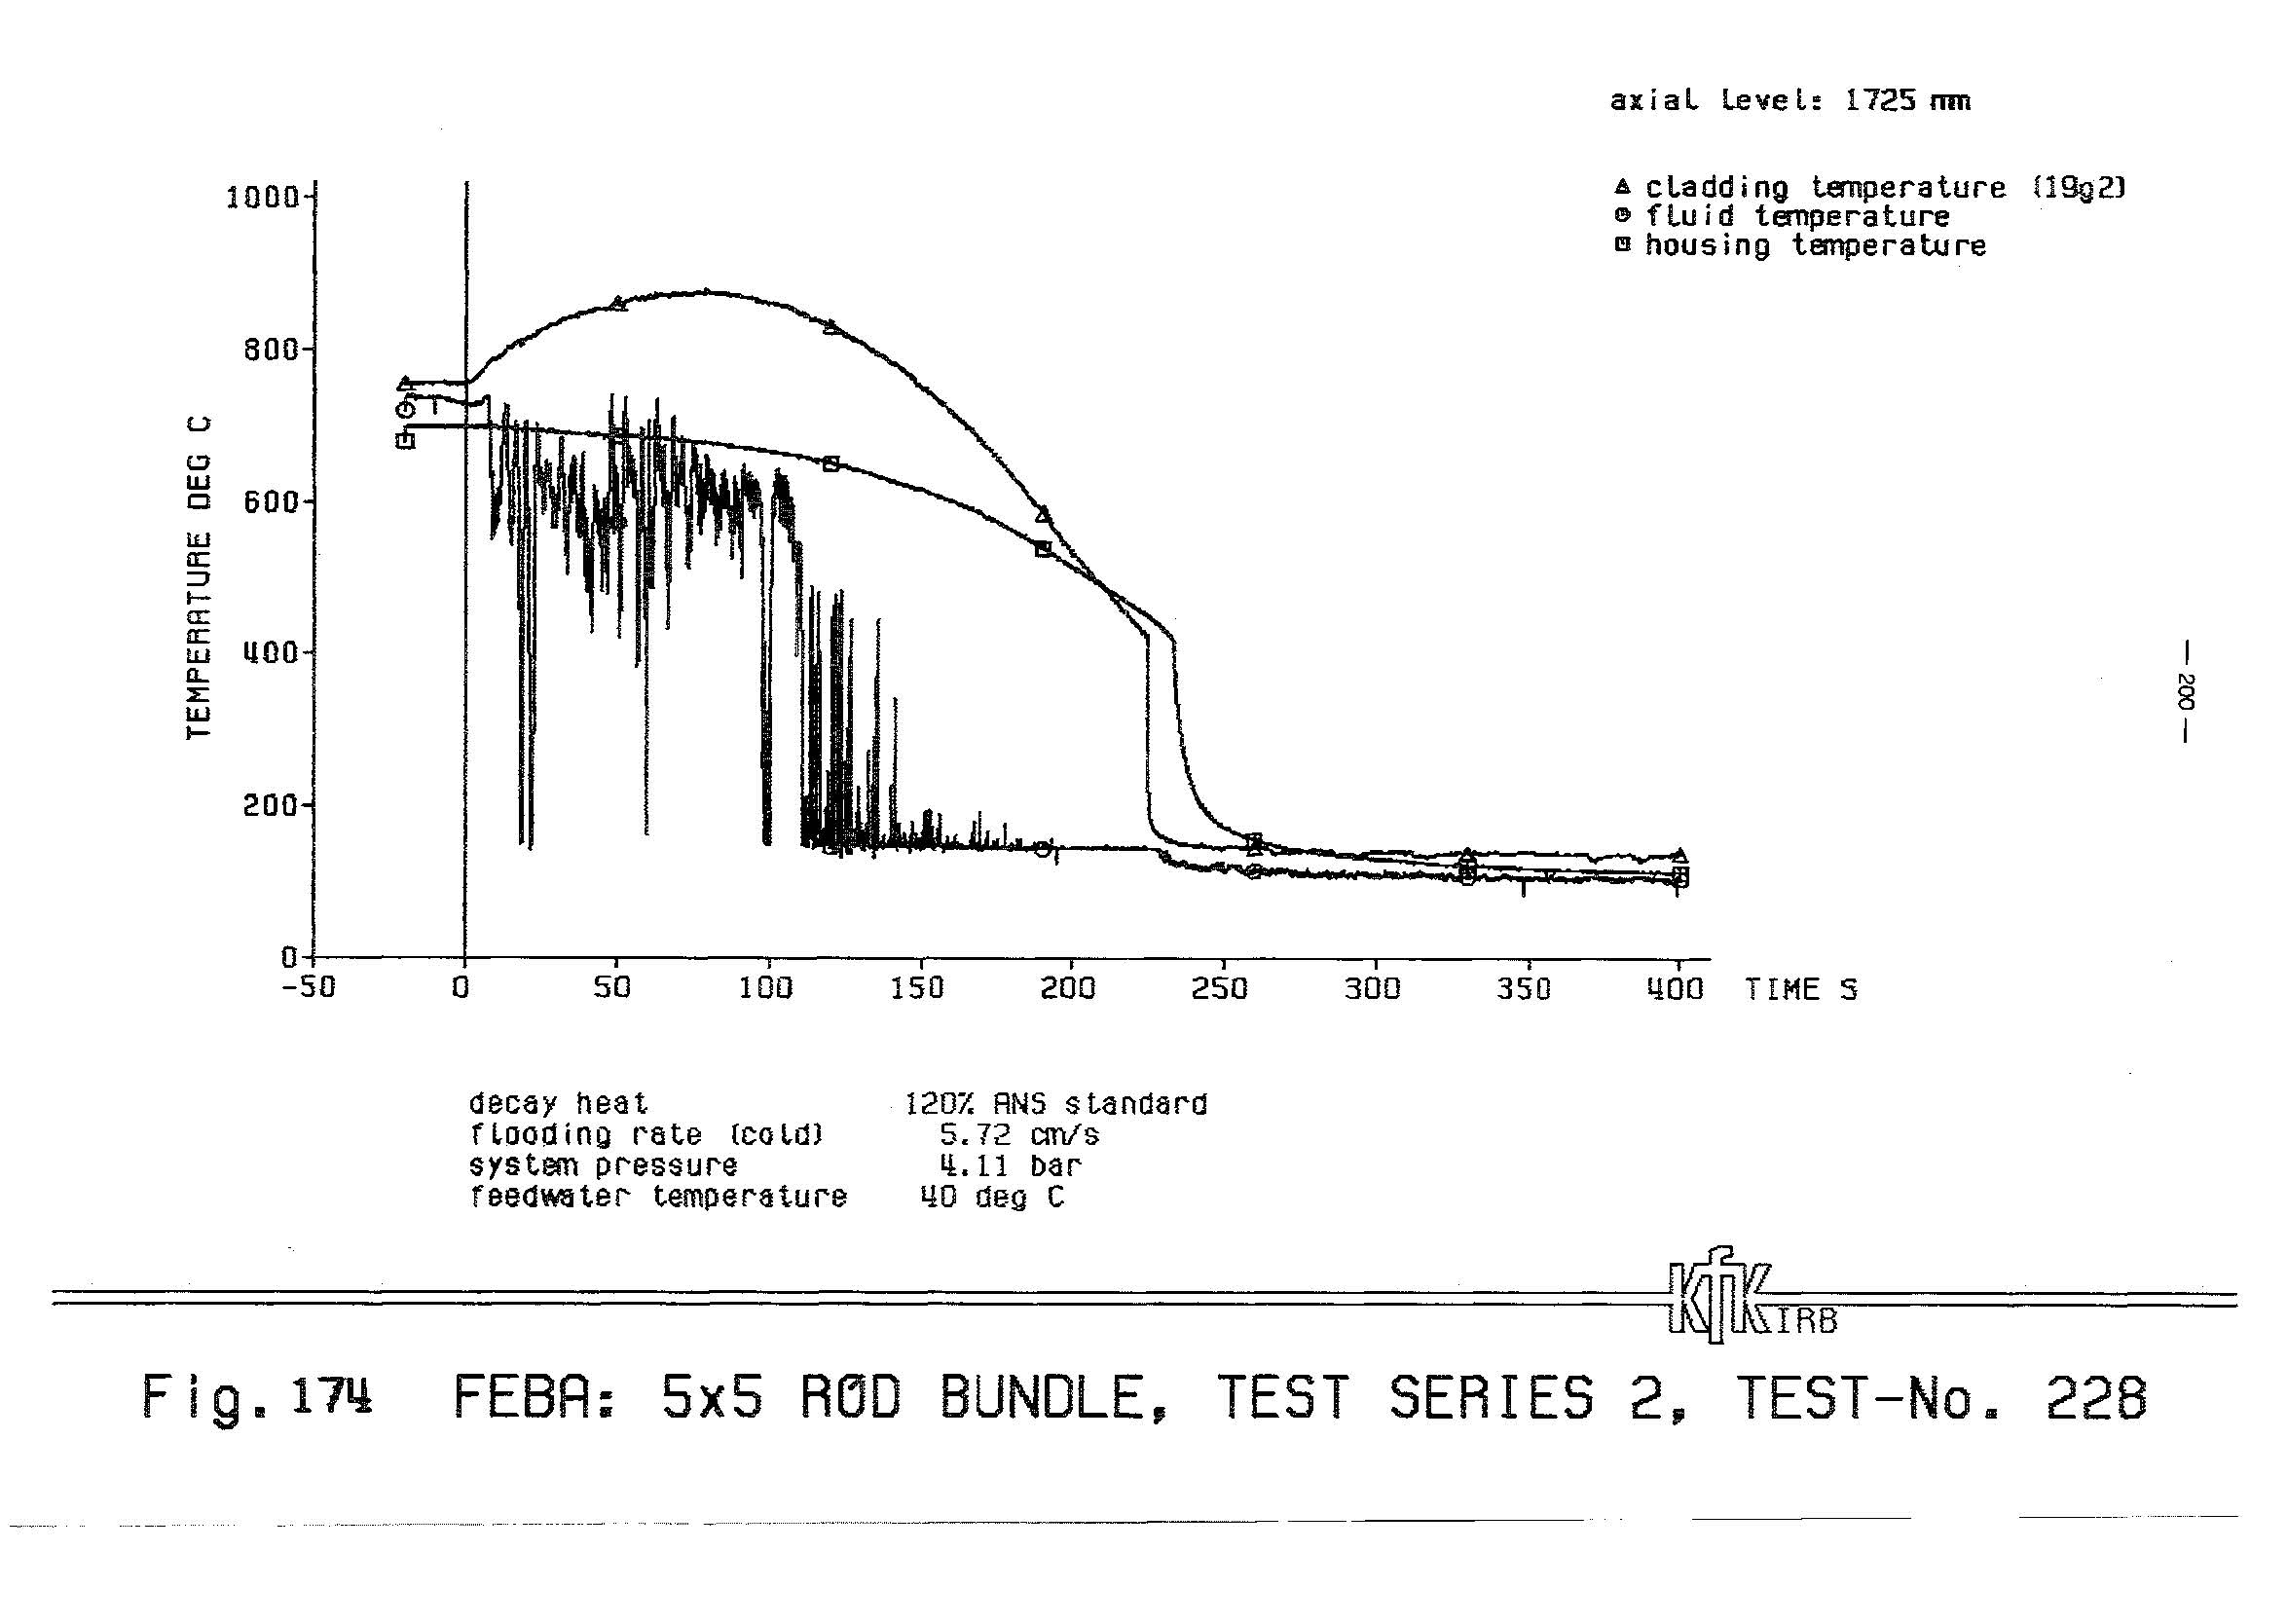 axial level: 1725 mm
cladding temperature (19g2)
fluid temperature
housing temperature
TEMPERATURE DEG C
1000
800
600
400
200
0
-50 0 50 100 150 200 250 300 350 400 TIME S
— 200 —
decay heat 120% ANS standard
flooding rate (cold) 5.72 cm/s
system pressure 4.11 bar
feedwater temperature 40 deg C
KfK IRB
Fig. 174 FEBA: 5x5 RØD BUNDLE, TEST SERIES 2, TEST-No. 228